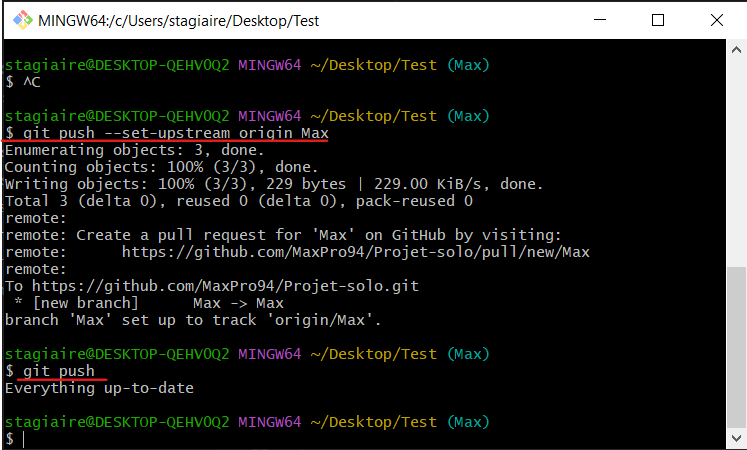 MINGW64:/c/Users/stagiaire/Desktop/Test
stagiaire@DESKTOP-QEHV0Q2 MINGW64 ~/Desktop/Test (Max)
$ ^C
stagiaire@DESKTOP-QEHV0Q2 MINGW64 ~/Desktop/Test (Max)
$ git push --set-upstream origin Max
Enumerating objects: 3, done.
Counting objects: 100% (3/3), done.
Writing objects: 100% (3/3), 229 bytes | 229.00 KiB/s, done.
Total 3 (delta 0), reused 0 (delta 0), pack-reused 0
remote:
remote: Create a pull request for 'Max' on GitHub by visiting:
remote:      https://github.com/MaxPro94/Projet-solo/pull/new/Max
remote:
To https://github.com/MaxPro94/Projet-solo.git
 * [new branch]      Max -> Max
branch 'Max' set up to track 'origin/Max'.
stagiaire@DESKTOP-QEHV0Q2 MINGW64 ~/Desktop/Test (Max)
$ git push
Everything up-to-date
stagiaire@DESKTOP-QEHV0Q2 MINGW64 ~/Desktop/Test (Max)
$